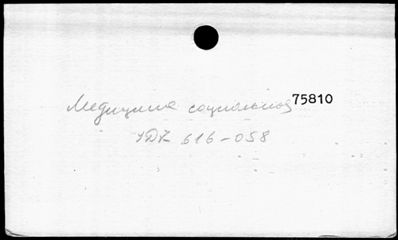 Медицина социальная 75810
УДК 616-058